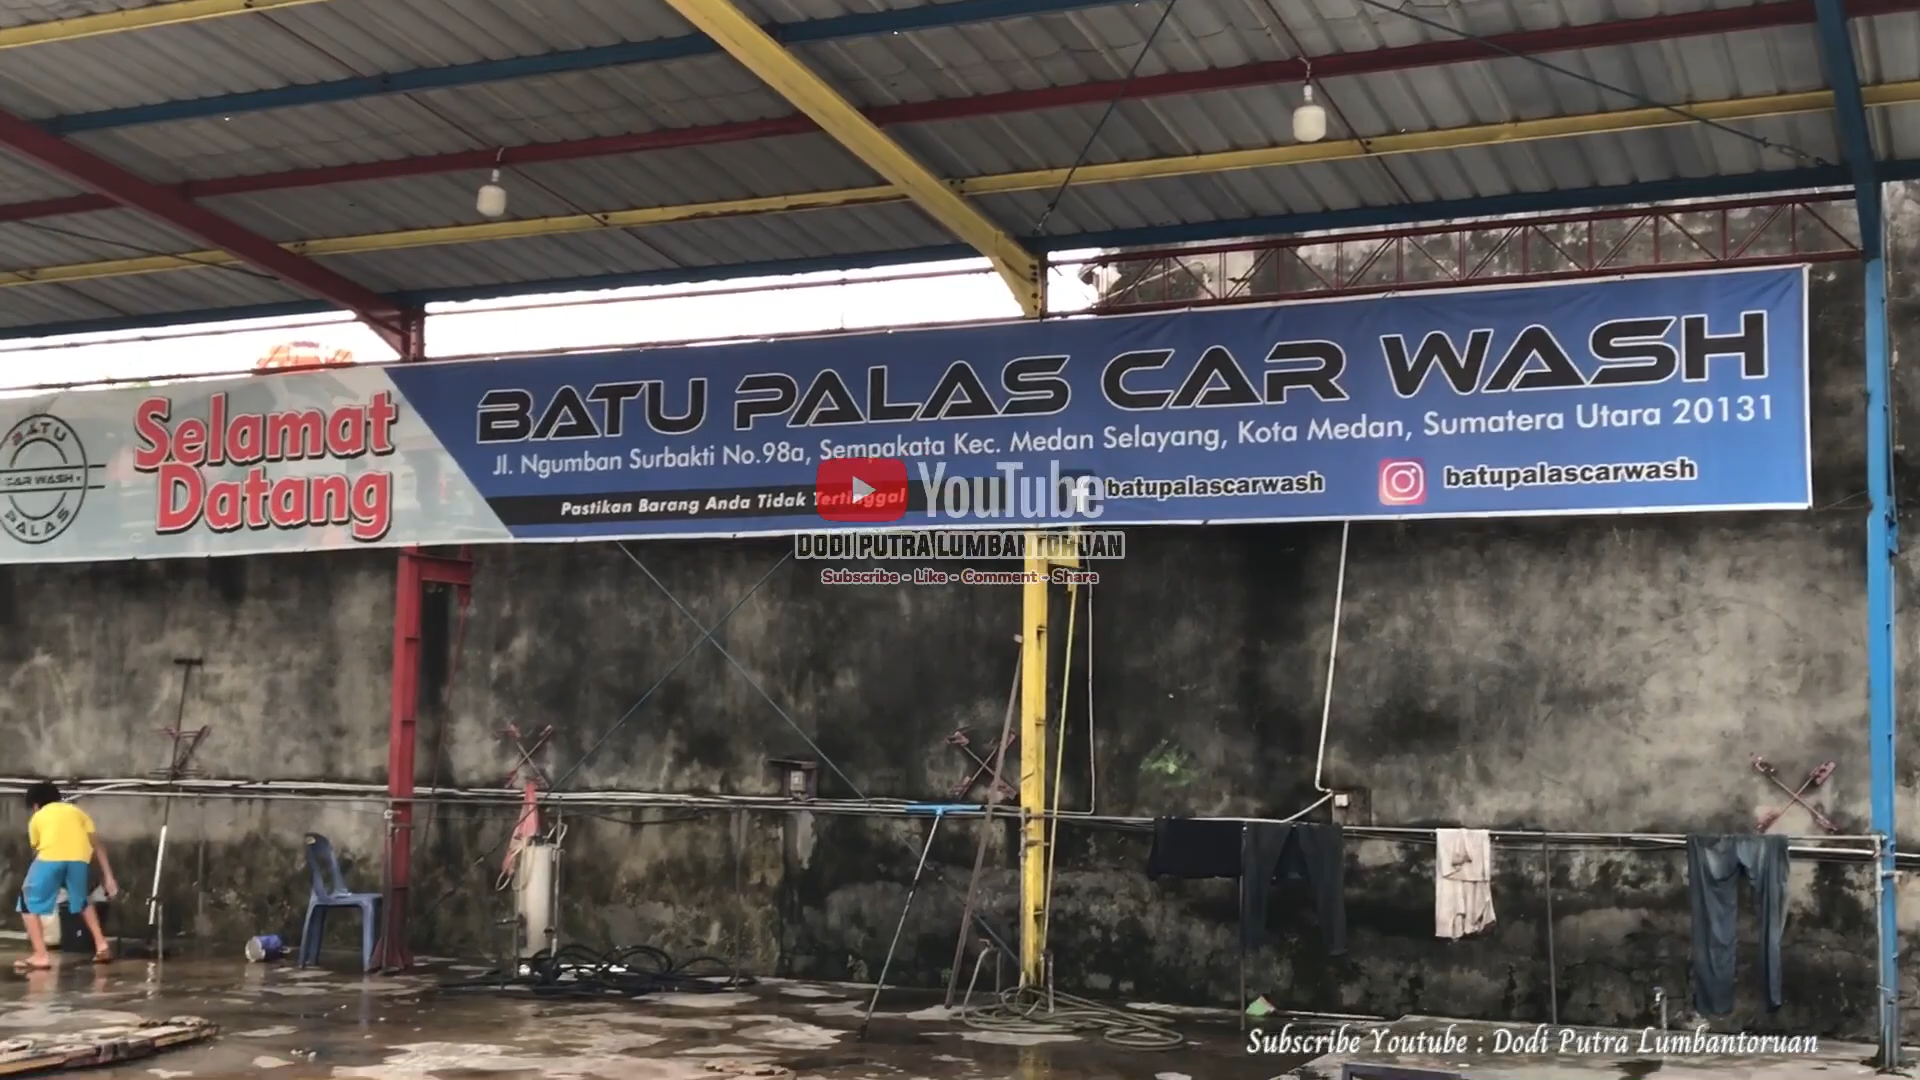 BATU
CAR WASH
PALAS
Selamat
Datang
BATU PALAS CAR WASH
Jl. Ngumban Surbakti No.98a, Sempakata Kec. Medan Selayang, Kota Medan, Sumatera Utara 20131
Pastikan Barang Anda Tidak Tertinggal
batupalascarwash
batupalascarwash
YouTube
DODI PUTRA LUMBANTORUAN
Subscribe - Like - Comment - Share
Subscribe Youtube : Dodi Putra Lumbantoruan